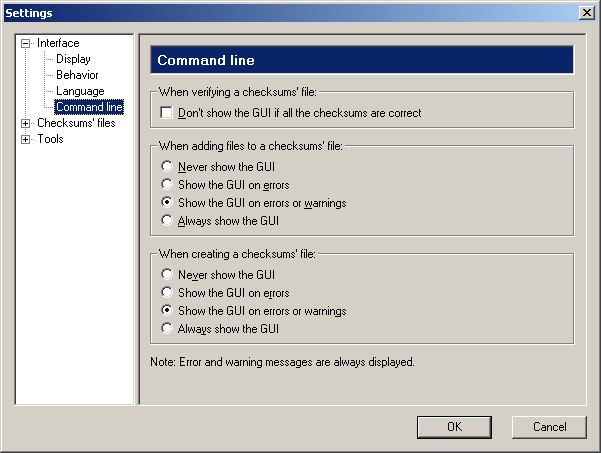 Settings
Interface
Display
Behavior
Language
Command line
Checksums' files
Tools
Command line
When verifying a checksums' file:
Don't show the GUI if all the checksums are correct
When adding files to a checksums' file:
Never show the GUI
Show the GUI on errors
Show the GUI on errors or warnings
Always show the GUI
When creating a checksums' file:
Never show the GUI
Show the GUI on errors
Show the GUI on errors or warnings
Always show the GUI
Note: Error and warning messages are always displayed.
OK
Cancel